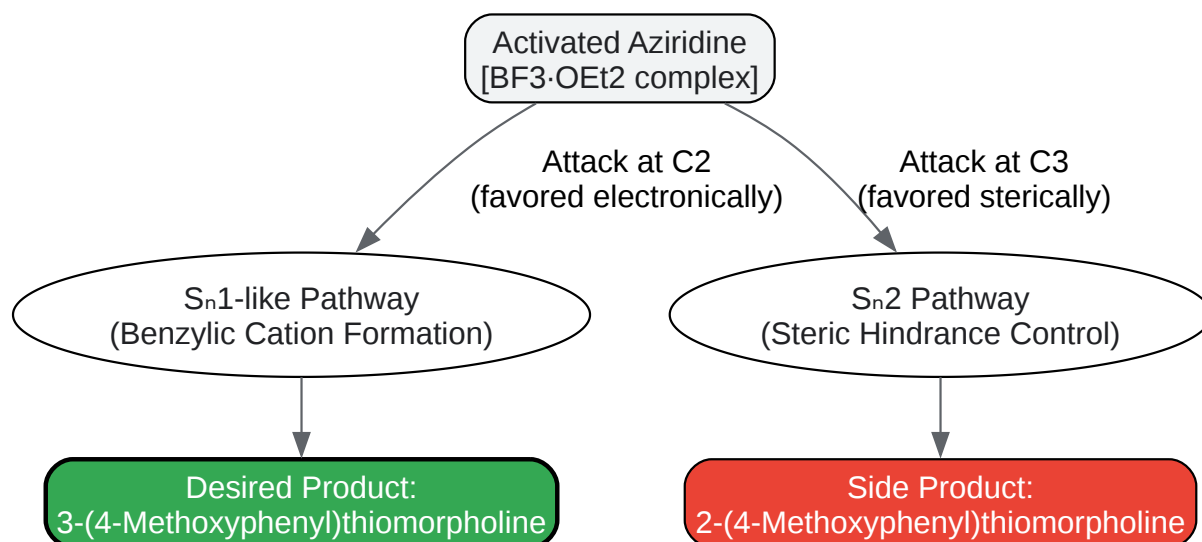 Activated Aziridine
[BF3·OEt2 complex]
Attack at C2
(favored electronically)
Attack at C3
(favored sterically)
Sₙ1-like Pathway
(Benzylic Cation Formation)
Sₙ2 Pathway
(Steric Hindrance Control)
Desired Product:
3-(4-Methoxyphenyl)thiomorpholine
Side Product:
2-(4-Methoxyphenyl)thiomorpholine